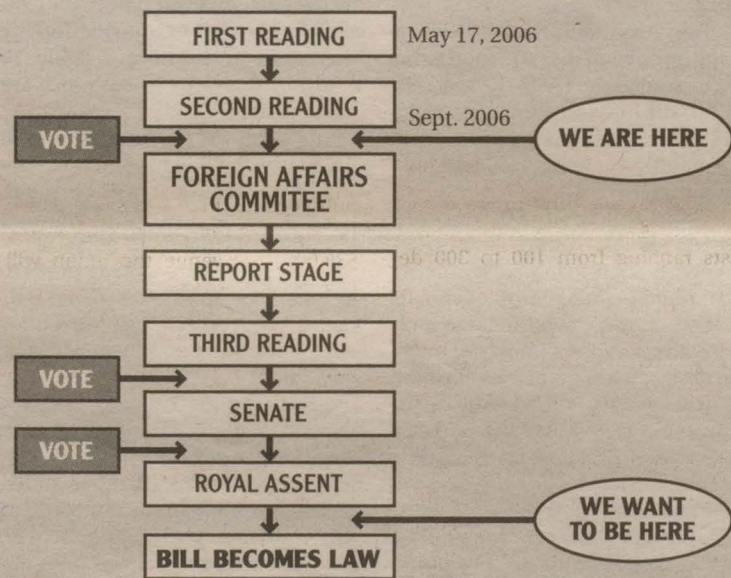 FIRST READING
May 17, 2006
SECOND READING
Sept. 2006
VOTE
WE ARE HERE
FOREIGN AFFAIRS
COMMITEE
REPORT STAGE
THIRD READING
VOTE
SENATE
VOTE
ROYAL ASSENT
WE WANT
TO BE HERE
BILL BECOMES LAW